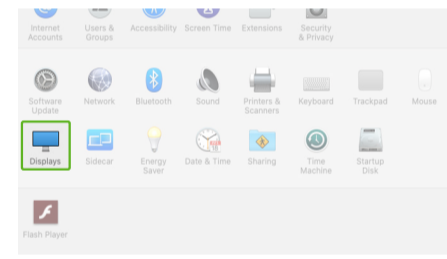 Internet Accounts
Users & Groups
Accessibility
Screen Time
Extensions
Security & Privacy
Software Update
Network
Bluetooth
Sound
Printers & Scanners
Keyboard
Trackpad
Mouse
Displays
Sidecar
Energy Saver
Date & Time
Sharing
Time Machine
Startup Disk
Flash Player